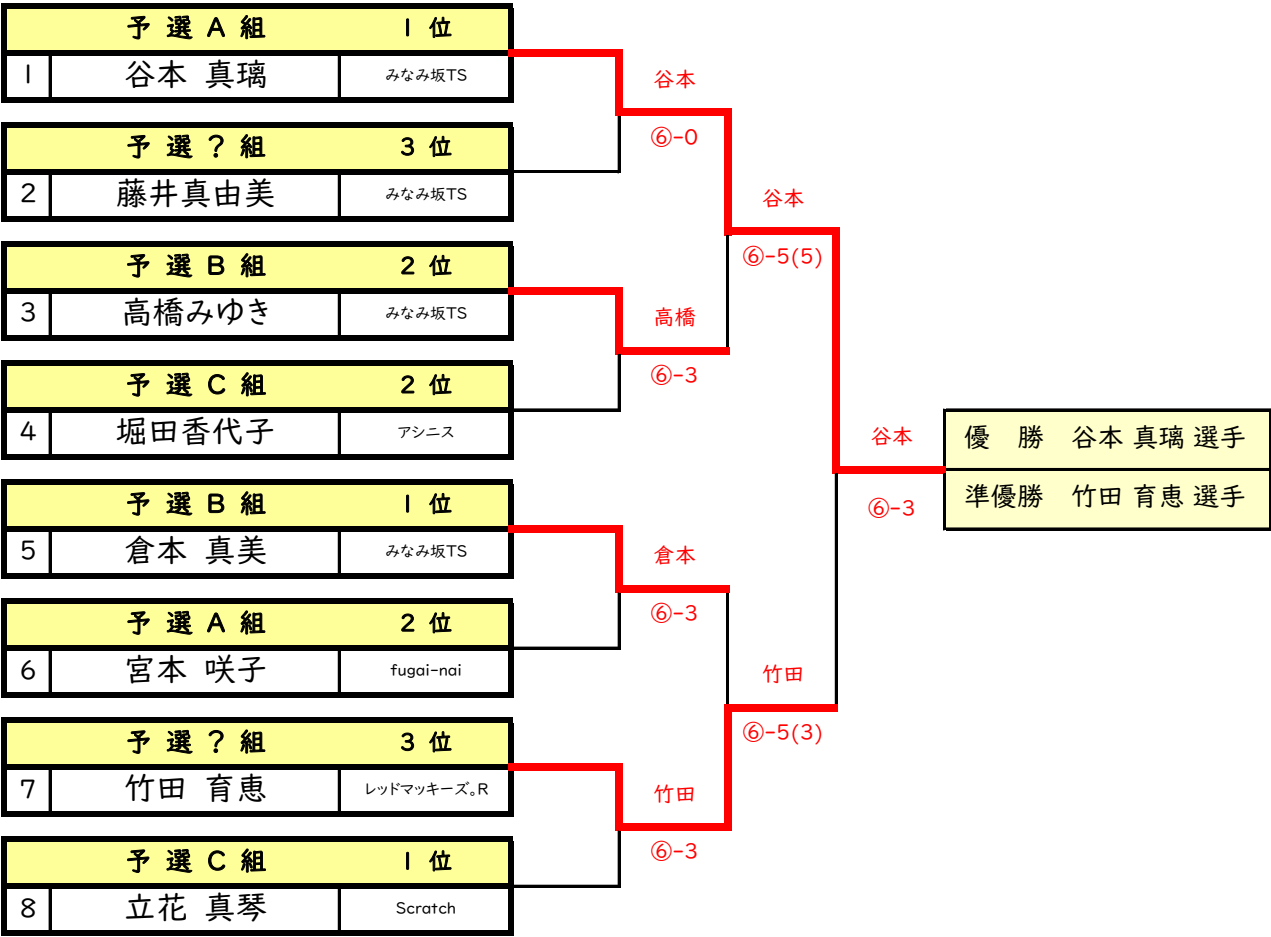 予選A組 1位
1 谷本 真璃 みなみ坂TS
予選?組 3位
2 藤井真由美 みなみ坂TS
予選B組 2位
3 高橋みゆき みなみ坂TS
予選C組 2位
4 堀田香代子 アシニス
予選B組 1位
5 倉本 真美 みなみ坂TS
予選A組 2位
6 宮本 咲子 fugai-nai
予選?組 3位
7 竹田 育恵 レッドマッキーズ。R
予選C組 1位
8 立花 真琴 Scratch
谷本
⑥-0
高橋
⑥-3
倉本
⑥-3
竹田
⑥-3
谷本
⑥-5(5)
竹田
⑥-5(3)
谷本
⑥-3
優 勝 谷本 真璃 選手
準優勝 竹田 育恵 選手